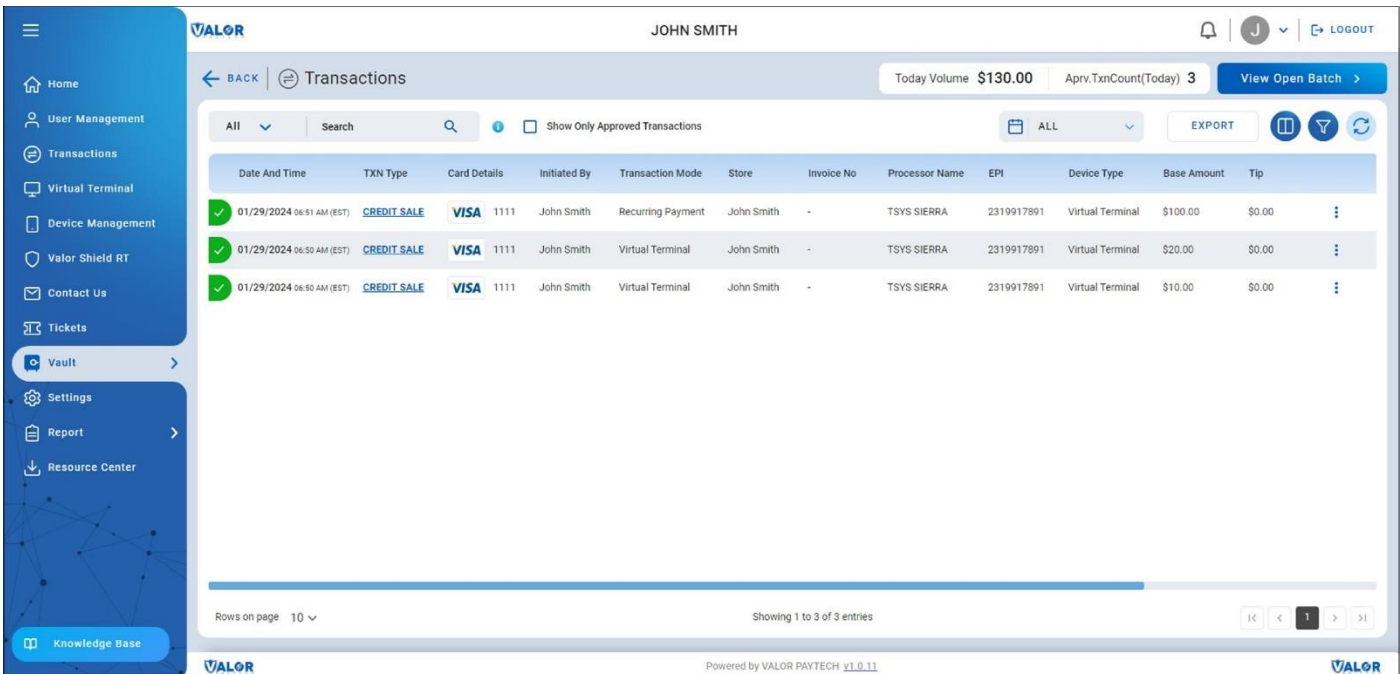 VALOR
JOHN SMITH
J
LOGOUT
Home
User Management
Transactions
Virtual Terminal
Device Management
Valor Shield RT
Contact Us
Tickets
Vault
Settings
Report
Resource Center
Knowledge Base
BACK Transactions
Today Volume $130.00 Aprv.TxnCount(Today) 3
View Open Batch
All Search Show Only Approved Transactions ALL EXPORT
Date And Time TXN Type Card Details Initiated By Transaction Mode Store Invoice No Processor Name EPI Device Type Base Amount Tip
01/29/2024 06:51 AM (EST) CREDIT SALE VISA 1111 John Smith Recurring Payment John Smith - TSYS SIERRA 2319917891 Virtual Terminal $100.00 $0.00
01/29/2024 06:50 AM (EST) CREDIT SALE VISA 1111 John Smith Virtual Terminal John Smith - TSYS SIERRA 2319917891 Virtual Terminal $20.00 $0.00
01/29/2024 06:50 AM (EST) CREDIT SALE VISA 1111 John Smith Virtual Terminal John Smith - TSYS SIERRA 2319917891 Virtual Terminal $10.00 $0.00
Rows on page 10 Showing 1 to 3 of 3 entries 1
VALOR Powered by VALOR PAYTECH v1.0.11 VALOR